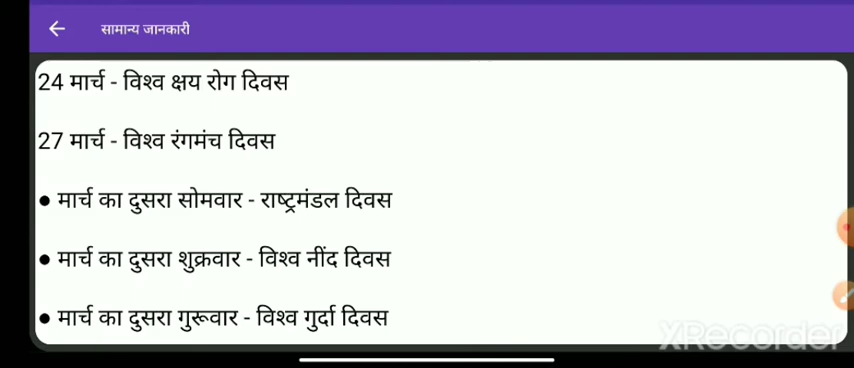 सामान्य जानकारी
24 मार्च - विश्व क्षय रोग दिवस
27 मार्च - विश्व रंगमंच दिवस
● मार्च का दुसरा सोमवार - राष्ट्रमंडल दिवस
● मार्च का दुसरा शुक्रवार - विश्व नींद दिवस
● मार्च का दुसरा गुरूवार - विश्व गुर्दा दिवस
XRecorder